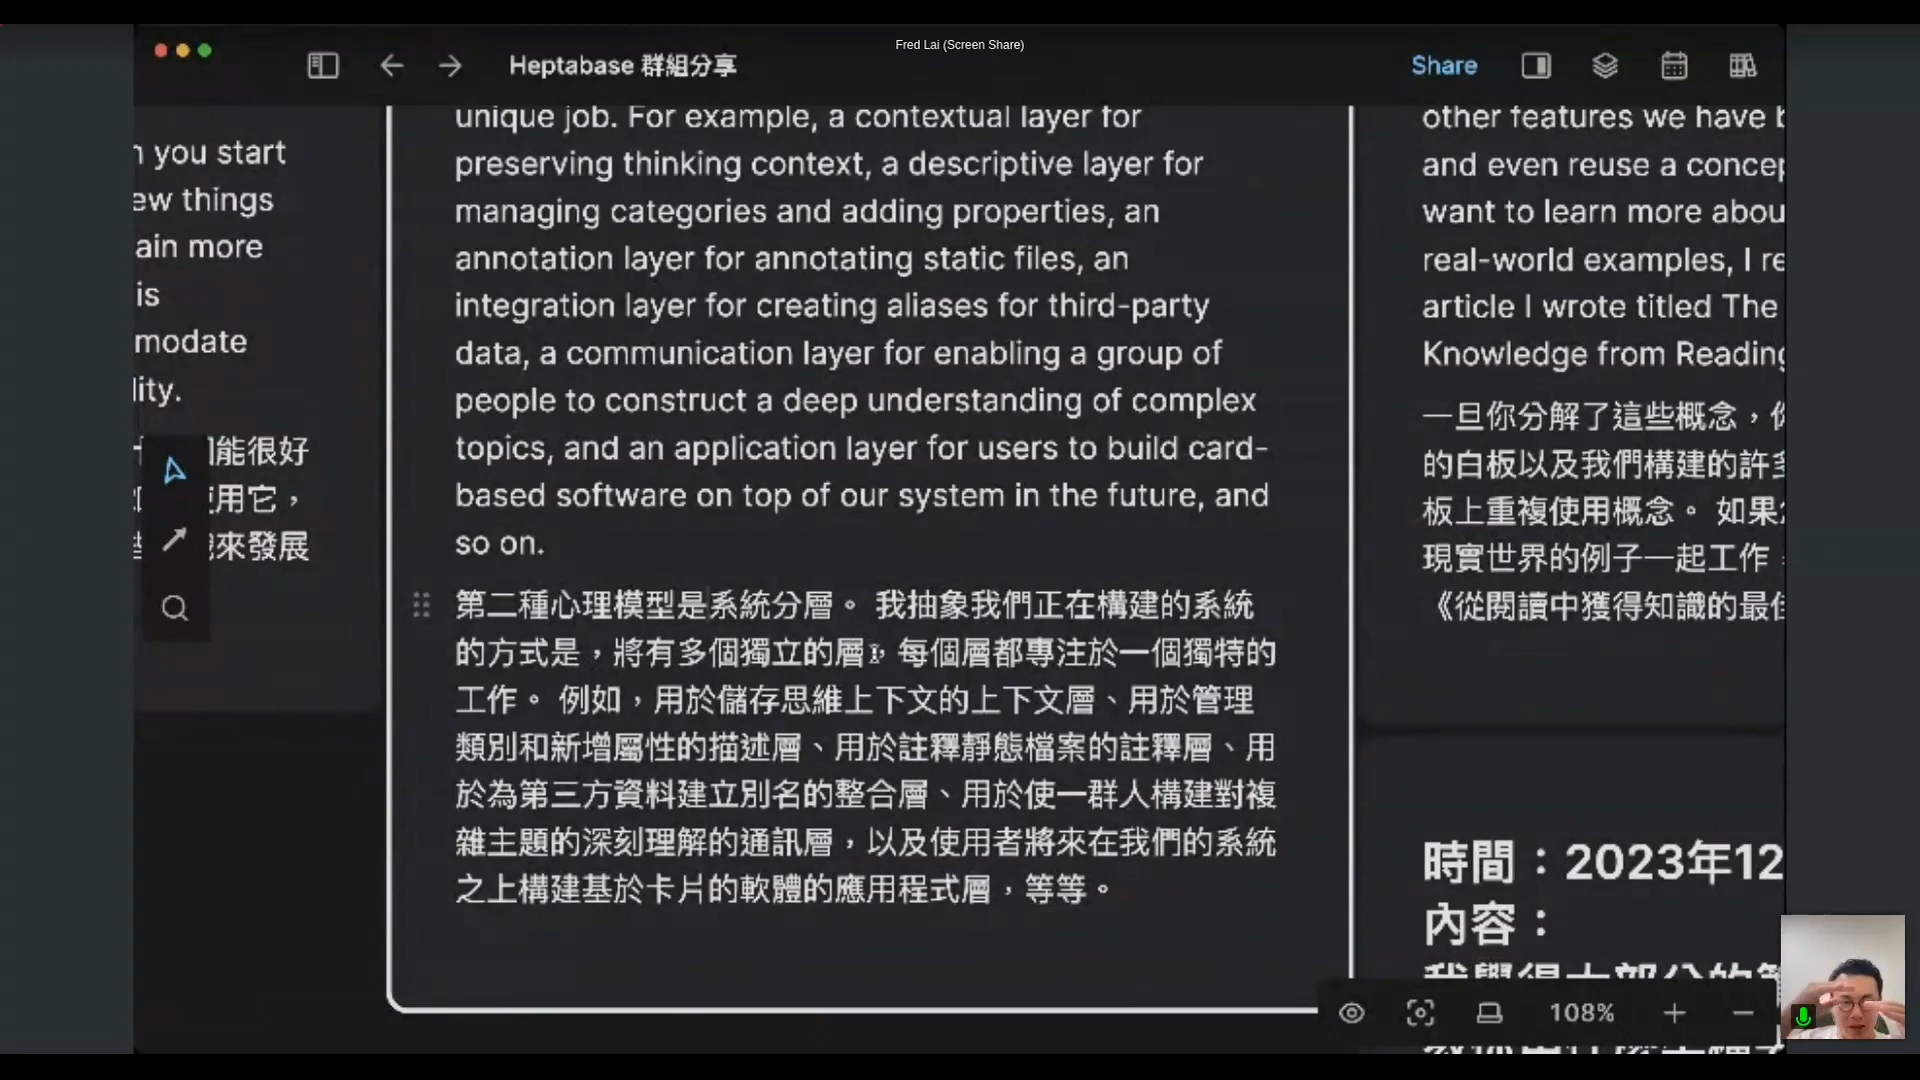 Fred Lai (Screen Share)
Heptabase 群組分享
Share
you start
things
ain more
is
modate
lity.
能很好
使用它，
來發展
unique job. For example, a contextual layer for
preserving thinking context, a descriptive layer for
managing categories and adding properties, an
annotation layer for annotating static files, an
integration layer for creating aliases for third-party
data, a communication layer for enabling a group of
people to construct a deep understanding of complex
topics, and an application layer for users to build card-
based software on top of our system in the future, and
so on.
第二種心理模型是系統分層。 我抽象我們正在構建的系統
的方式是，將有多個獨立的層，每個層都專注於一個獨特的
工作。 例如，用於儲存思維上下文的上下文層、用於管理
類別和新增屬性的描述層、用於註釋靜態檔案的註釋層、用
於為第三方資料建立別名的整合層、用於使一群人構建對複
雜主題的深刻理解的通訊層，以及使用者將來在我們的系統
之上構建基於卡片的軟體的應用程式層，等等。
other features we have
and even reuse a concep
want to learn more abou
real-world examples, I re
article I wrote titled The
Knowledge from Reading
一旦你分解了這些概念，你
的白板以及我們構建的許多
板上重複使用概念。 如果
現實世界的例子一起工作，
《從閱讀中獲得知識的最佳
時間：2023年12
內容：
108%